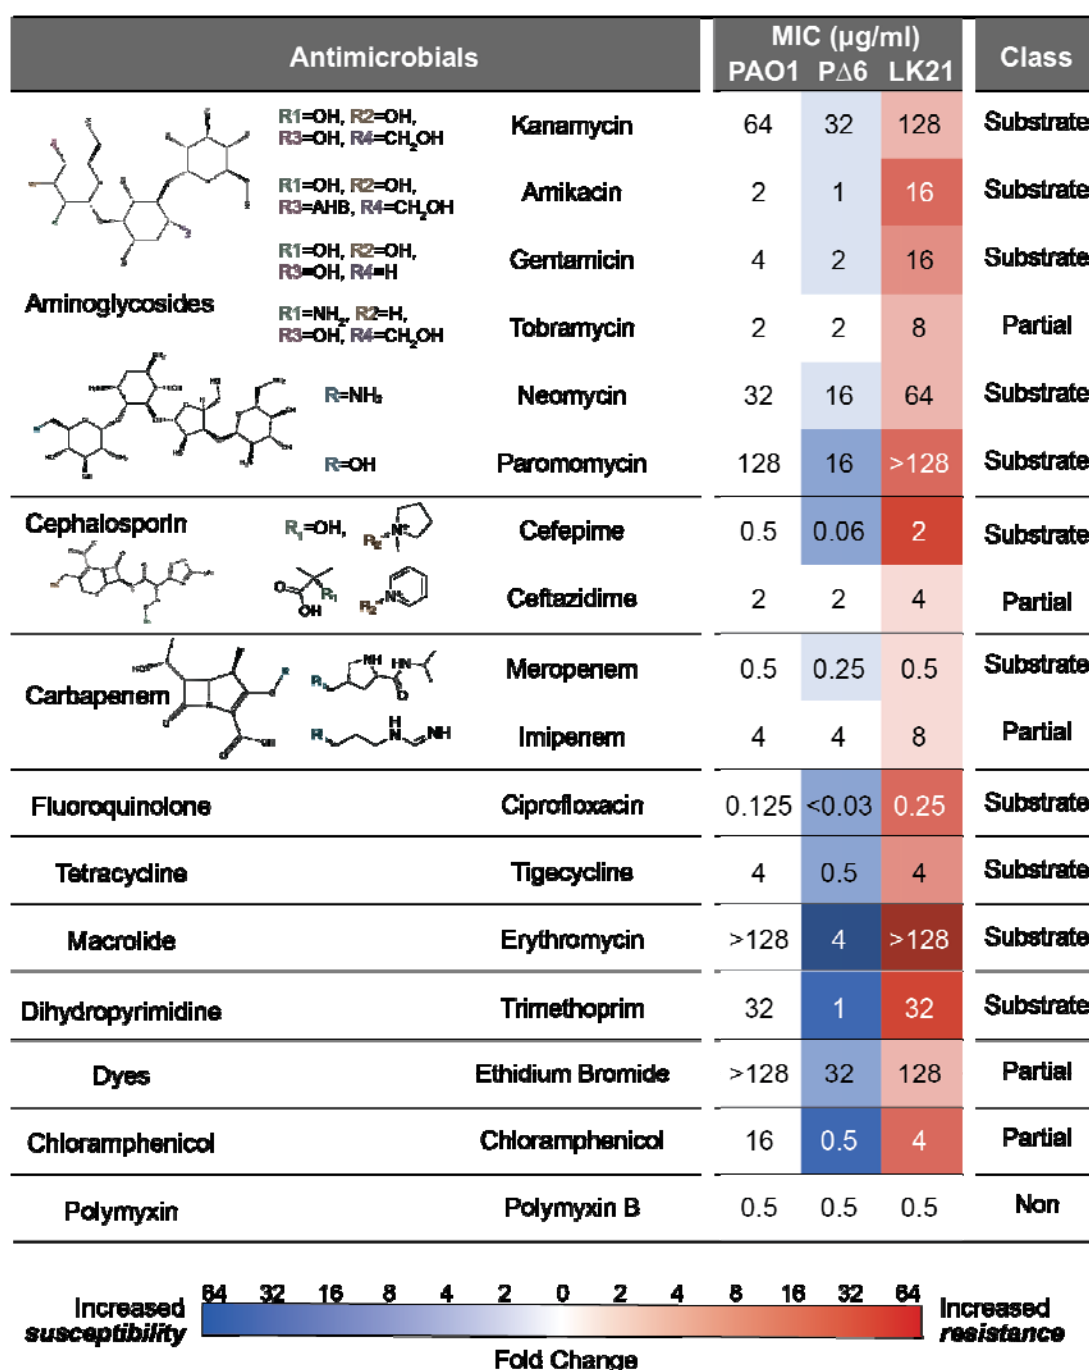 Antimicrobials
MIC (µg/ml)
PAO1 PΔ6 LK21
Class
R1=OH, R2=OH,
R3=OH, R4=CH2OH
Kanamycin 64 32 128 Substrate
R1=OH, R2=OH,
R3=AHB, R4=CH2OH
Amikacin 2 1 16 Substrate
R1=OH, R2=OH,
R3=OH, R4=H
Gentamicin 4 2 16 Substrate
Aminoglycosides
R1=NH2, R2=H,
R3=OH, R4=CH2OH
Tobramycin 2 2 8 Partial
R=NH2 Neomycin 32 16 64 Substrate
R=OH Paromomycin 128 16 >128 Substrate
Cephalosporin
R1=OH, R2 N+ Cefepime 0.5 0.06 2 Substrate
O OH R1 R2 N+ Ceftazidime 2 2 4 Partial
Carbapenem
R NH HN O Meropenem 0.5 0.25 0.5 Substrate
R H N NH Imipenem 4 4 8 Partial
Fluoroquinolone Ciprofloxacin 0.125 <0.03 0.25 Substrate
Tetracycline Tigecycline 4 0.5 4 Substrate
Macrolide Erythromycin >128 4 >128 Substrate
Dihydropyrimidine Trimethoprim 32 1 32 Substrate
Dyes Ethidium Bromide >128 32 128 Partial
Chloramphenicol Chloramphenicol 16 0.5 4 Partial
Polymyxin Polymyxin B 0.5 0.5 0.5 Non
64 32 16 8 4 2 0 2 4 8 16 32 64
Increased
susceptibility
Increased
resistance
Fold Change